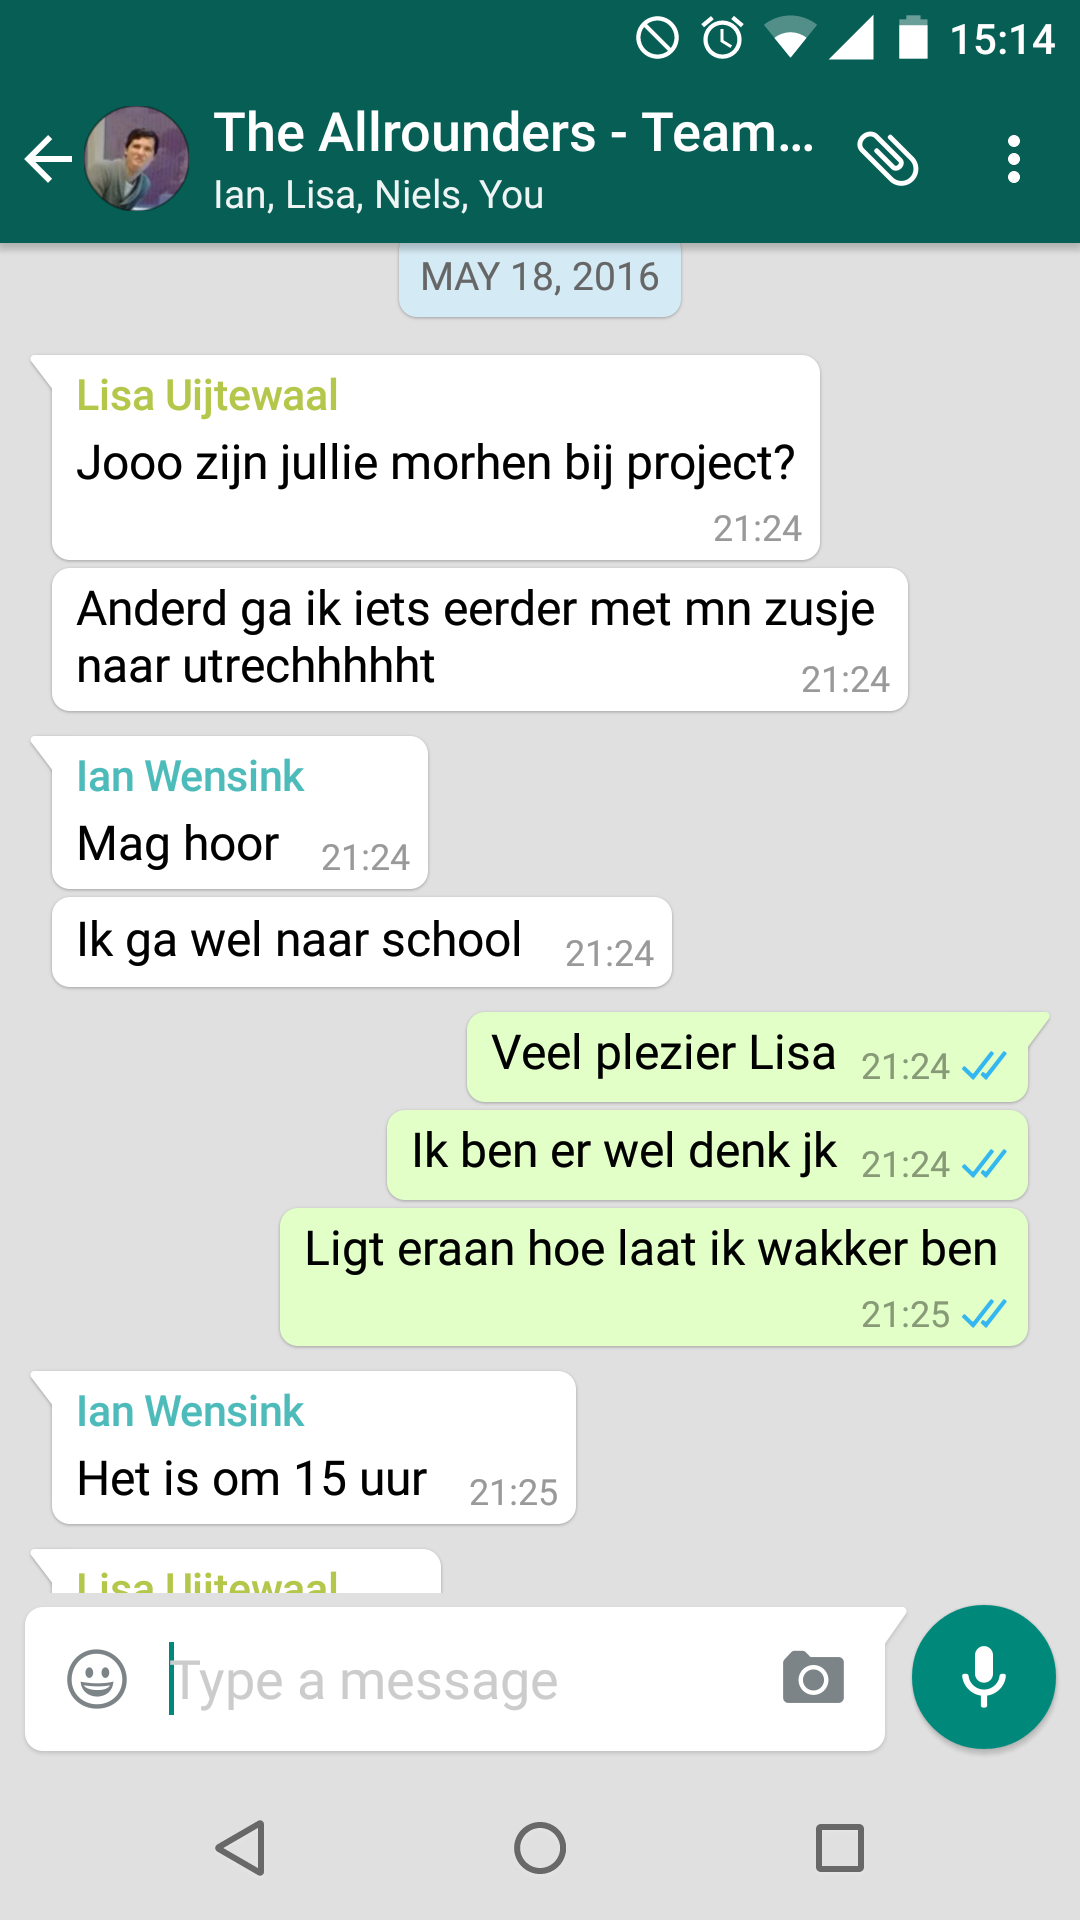 15:14
The Allrounders - Team...
Ian, Lisa, Niels, You
MAY 18, 2016
Lisa Uijtewaal
Jooo zijn jullie morhen bij project?
21:24
Anderd ga ik iets eerder met mn zusje
naar utrechhhhht 21:24
Ian Wensink
Mag hoor 21:24
Ik ga wel naar school 21:24
Veel plezier Lisa 21:24
Ik ben er wel denk jk 21:24
Ligt eraan hoe laat ik wakker ben
21:25
Ian Wensink
Het is om 15 uur 21:25
Lisa Uijtewaal
Type a message